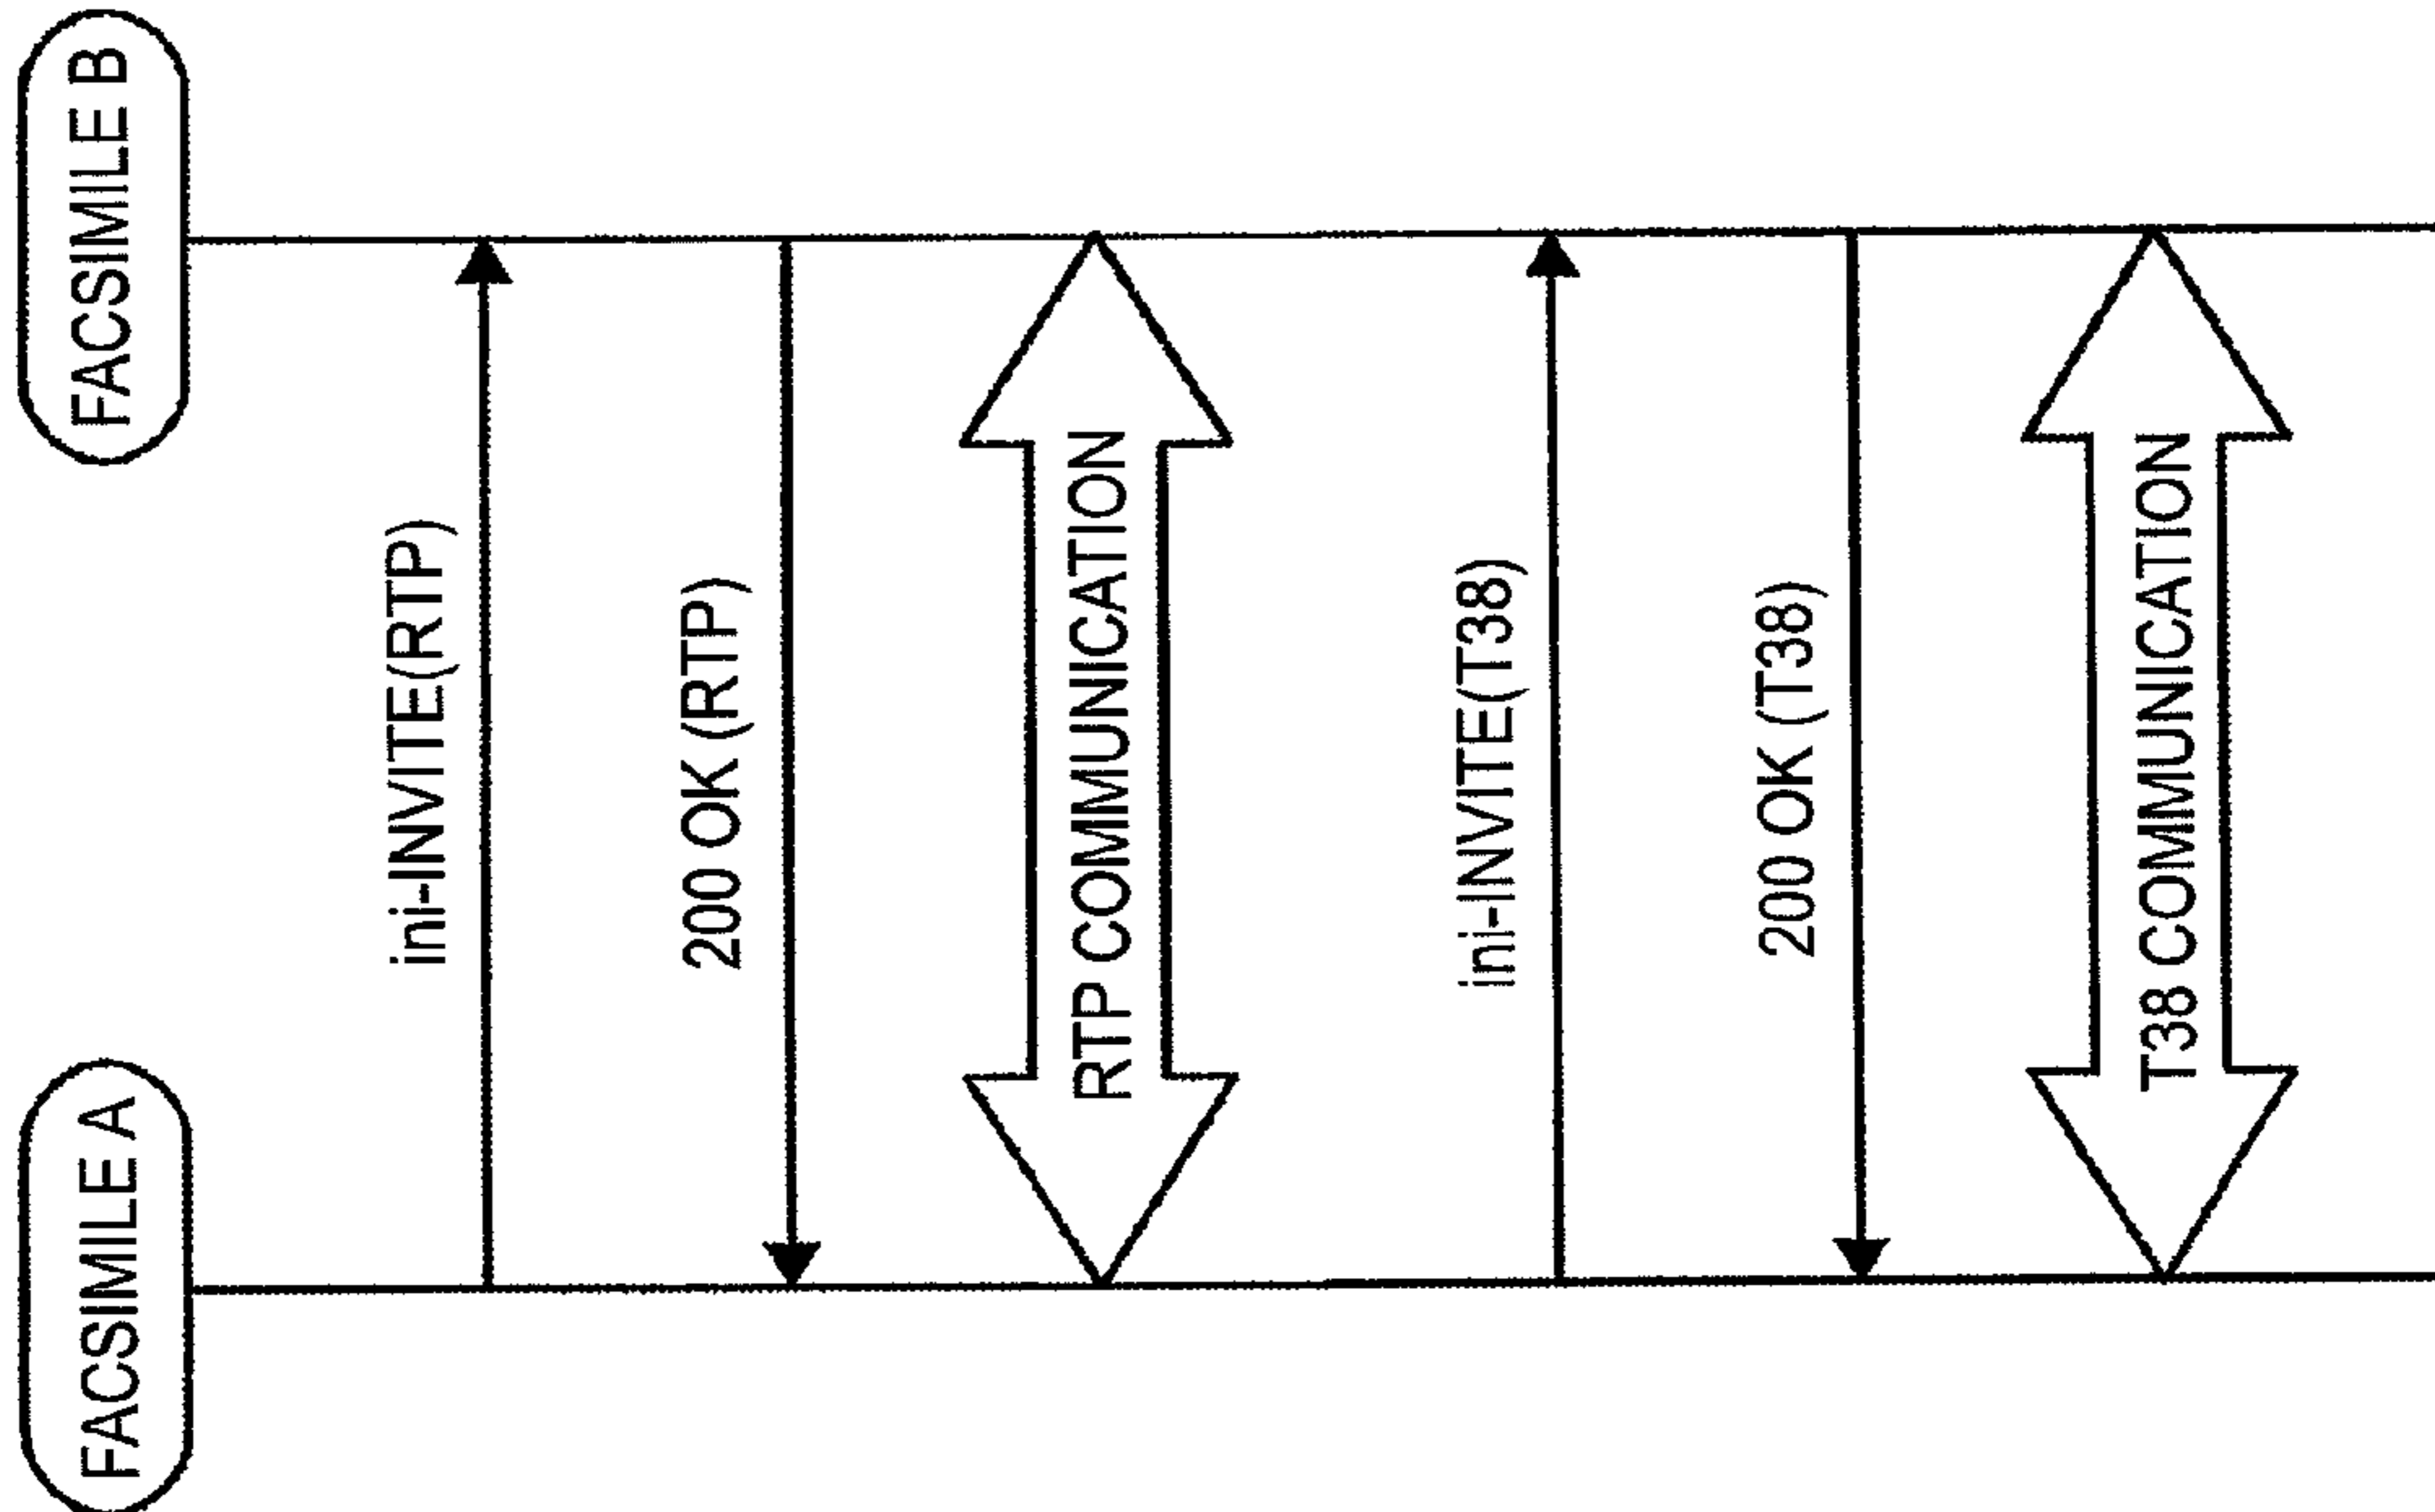 FACSIMILE A
FACSIMILE B
ini-INVITE(RTP)
200 OK (RTP)
RTP COMMUNICATION
ini-INVITE(T38)
200 OK (T38)
T38 COMMUNICATION